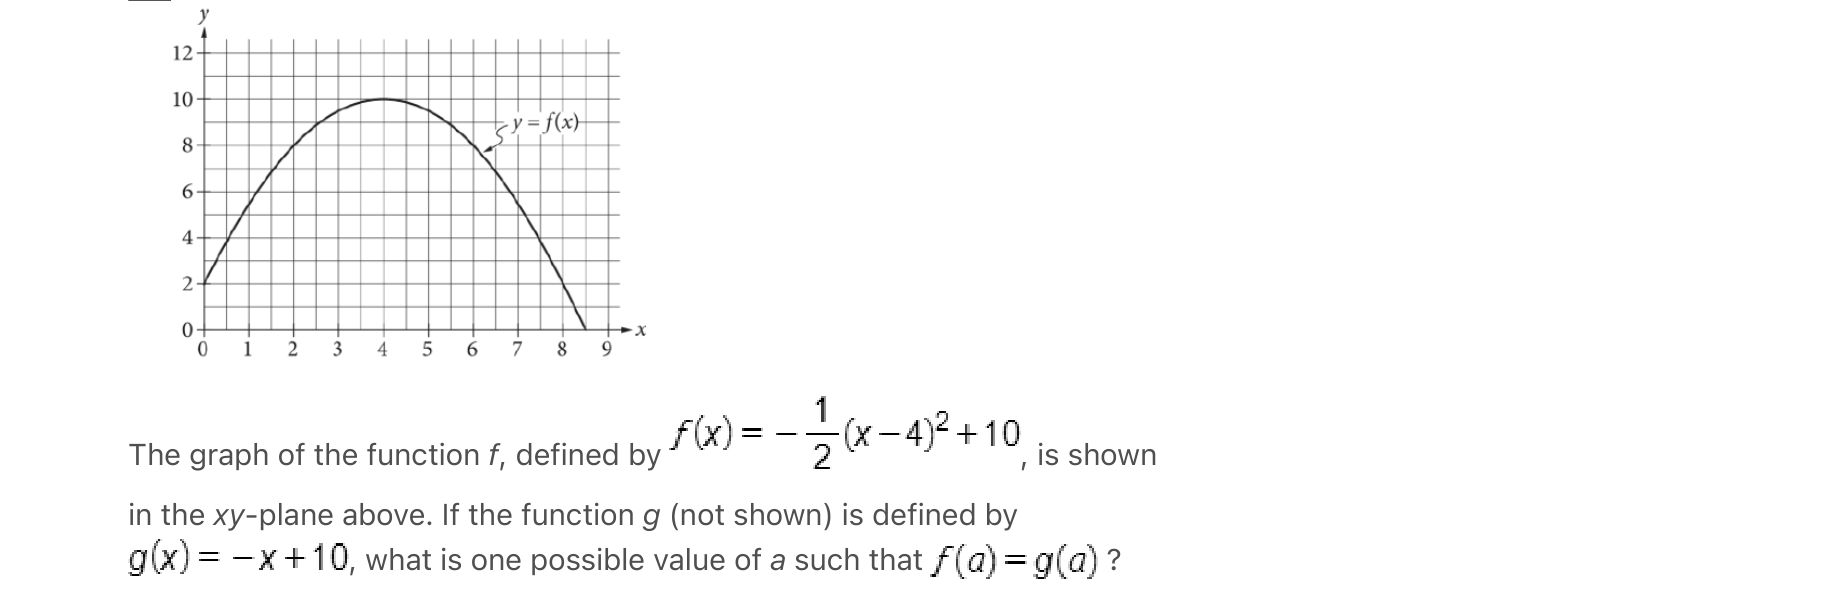 y
12
10
y = f(x)
8
6
4
2
0
x
0 1 2 3 4 5 6 7 8 9
The graph of the function f, defined by f(x) = −\frac{1}{2}(x − 4)² + 10, is shown
in the xy-plane above. If the function g (not shown) is defined by
g(x) = −x + 10, what is one possible value of a such that f(a) = g(a) ?